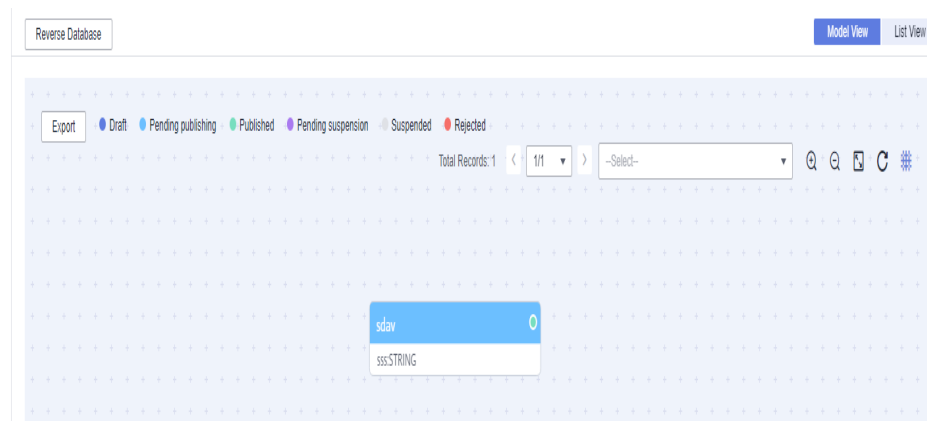 Reverse Database
Model View List View
Export Draft Pending publishing Published Pending suspension Suspended Rejected
Total Records: 1 1/1 --Select--
sdav
sss:STRING